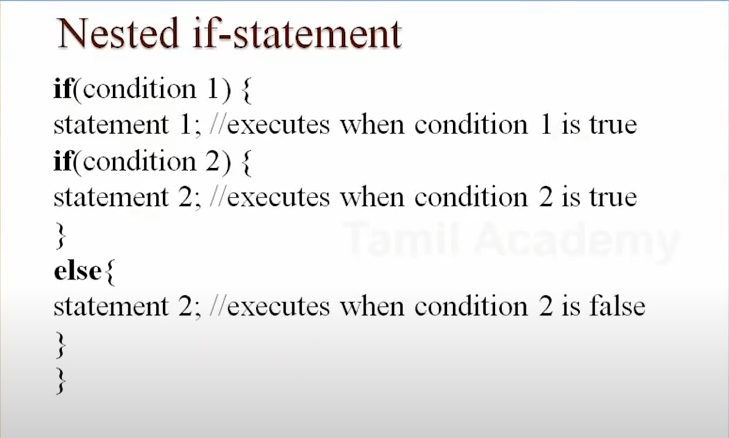 Nested if-statement
if(condition 1) {
statement 1; //executes when condition 1 is true
if(condition 2) {
statement 2; //executes when condition 2 is true
}
Tamil Academy
else{
statement 2; //executes when condition 2 is false
}
}